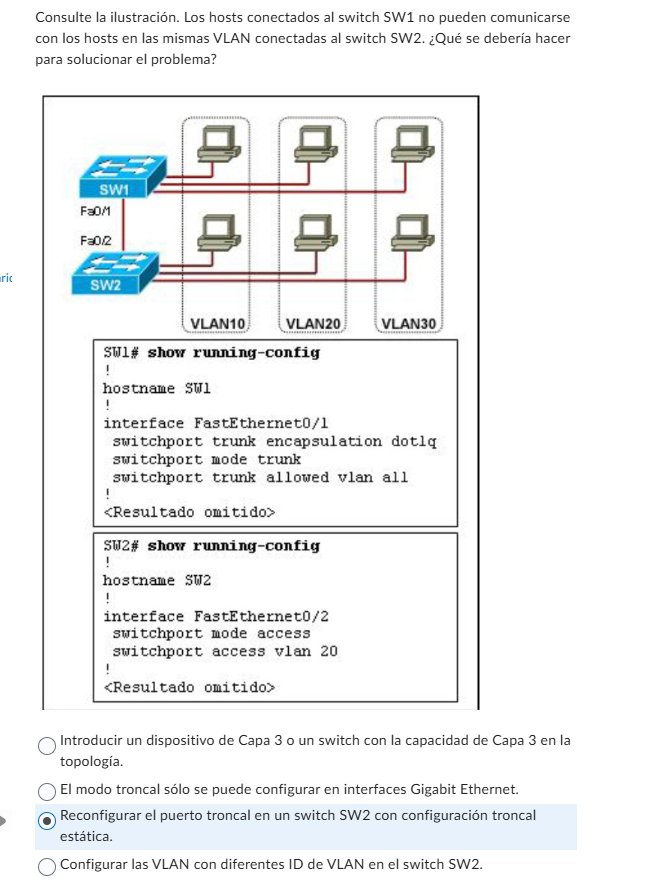 Consulte la ilustración. Los hosts conectados al switch SW1 no pueden comunicarse
con los hosts en las mismas VLAN conectadas al switch SW2. ¿Qué se debería hacer
para solucionar el problema?
SW1
Fa0/1
Fa0/2
SW2
VLAN10
VLAN20
VLAN30
SW1# show running-config
!
hostname SW1
!
interface FastEthernet0/1
switchport trunk encapsulation dot1q
switchport mode trunk
switchport trunk allowed vlan all
!
<Resultado omitido>
SW2# show running-config
!
hostname SW2
!
interface FastEthernet0/2
switchport mode access
switchport access vlan 20
!
<Resultado omitido>
Introducir un dispositivo de Capa 3 o un switch con la capacidad de Capa 3 en la
topología.
El modo troncal sólo se puede configurar en interfaces Gigabit Ethernet.
Reconfigurar el puerto troncal en un switch SW2 con configuración troncal
estática.
Configurar las VLAN con diferentes ID de VLAN en el switch SW2.